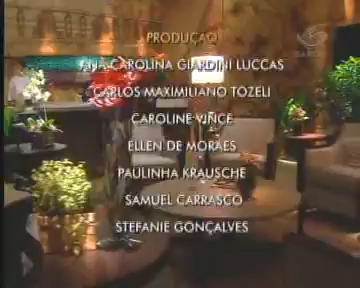 PRODUÇÃO
ANA CAROLINA GIARDINI LUCCAS
CARLOS MAXIMILIANO TOZELI
CAROLINE VINCE
ELLEN DE MORAES
PAULINHA KRAUSCHE
SAMUEL CARRASCO
STEFANIE GONÇALVES